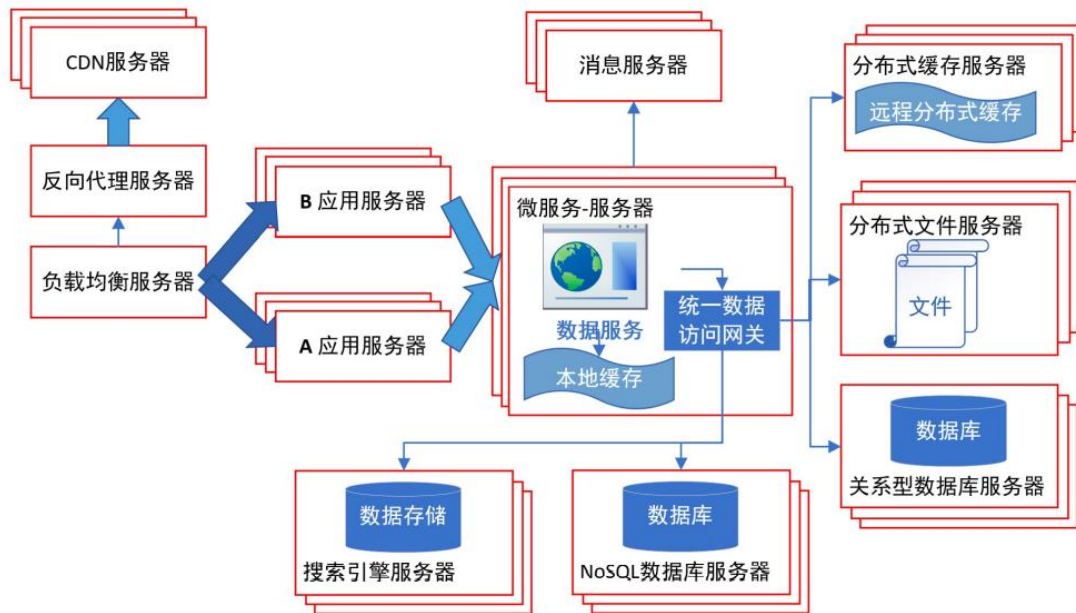 CDN服务器
反向代理服务器
负载均衡服务器
B 应用服务器
A 应用服务器
消息服务器
微服务-服务器
数据服务
本地缓存
统一数据
访问网关
分布式缓存服务器
远程分布式缓存
分布式文件服务器
文件
数据库
关系型数据库服务器
数据存储
搜索引擎服务器
数据库
NoSQL数据库服务器